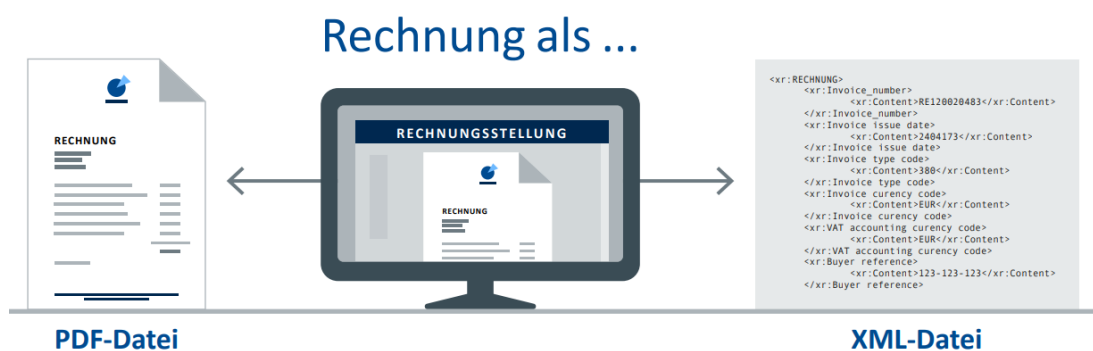 Rechnung als ...
RECHNUNG
RECHNUNGSSTELLUNG
RECHNUNG
<xr:RECHNUNG>
<xr:Invoice_number>
<xr:Content>RE120020483</xr:Content>
</xr:Invoice_number>
<xr:Invoice issue date>
<xr:Content>2404173</xr:Content>
</xr:Invoice issue date>
<xr:Invoice type code>
<xr:Content>380</xr:Content>
</xr:Invoice type code>
<xr:Invoice curency code>
<xr:Content>EUR</xr:Content>
</xr:Invoice curency code>
<xr:VAT accounting curency code>
<xr:Content>EUR</xr:Content>
</xr:VAT accounting curency code>
<xr:Buyer reference>
<xr:Content>123-123-123</xr:Content>
</xr:Buyer reference>
PDF-Datei
XML-Datei